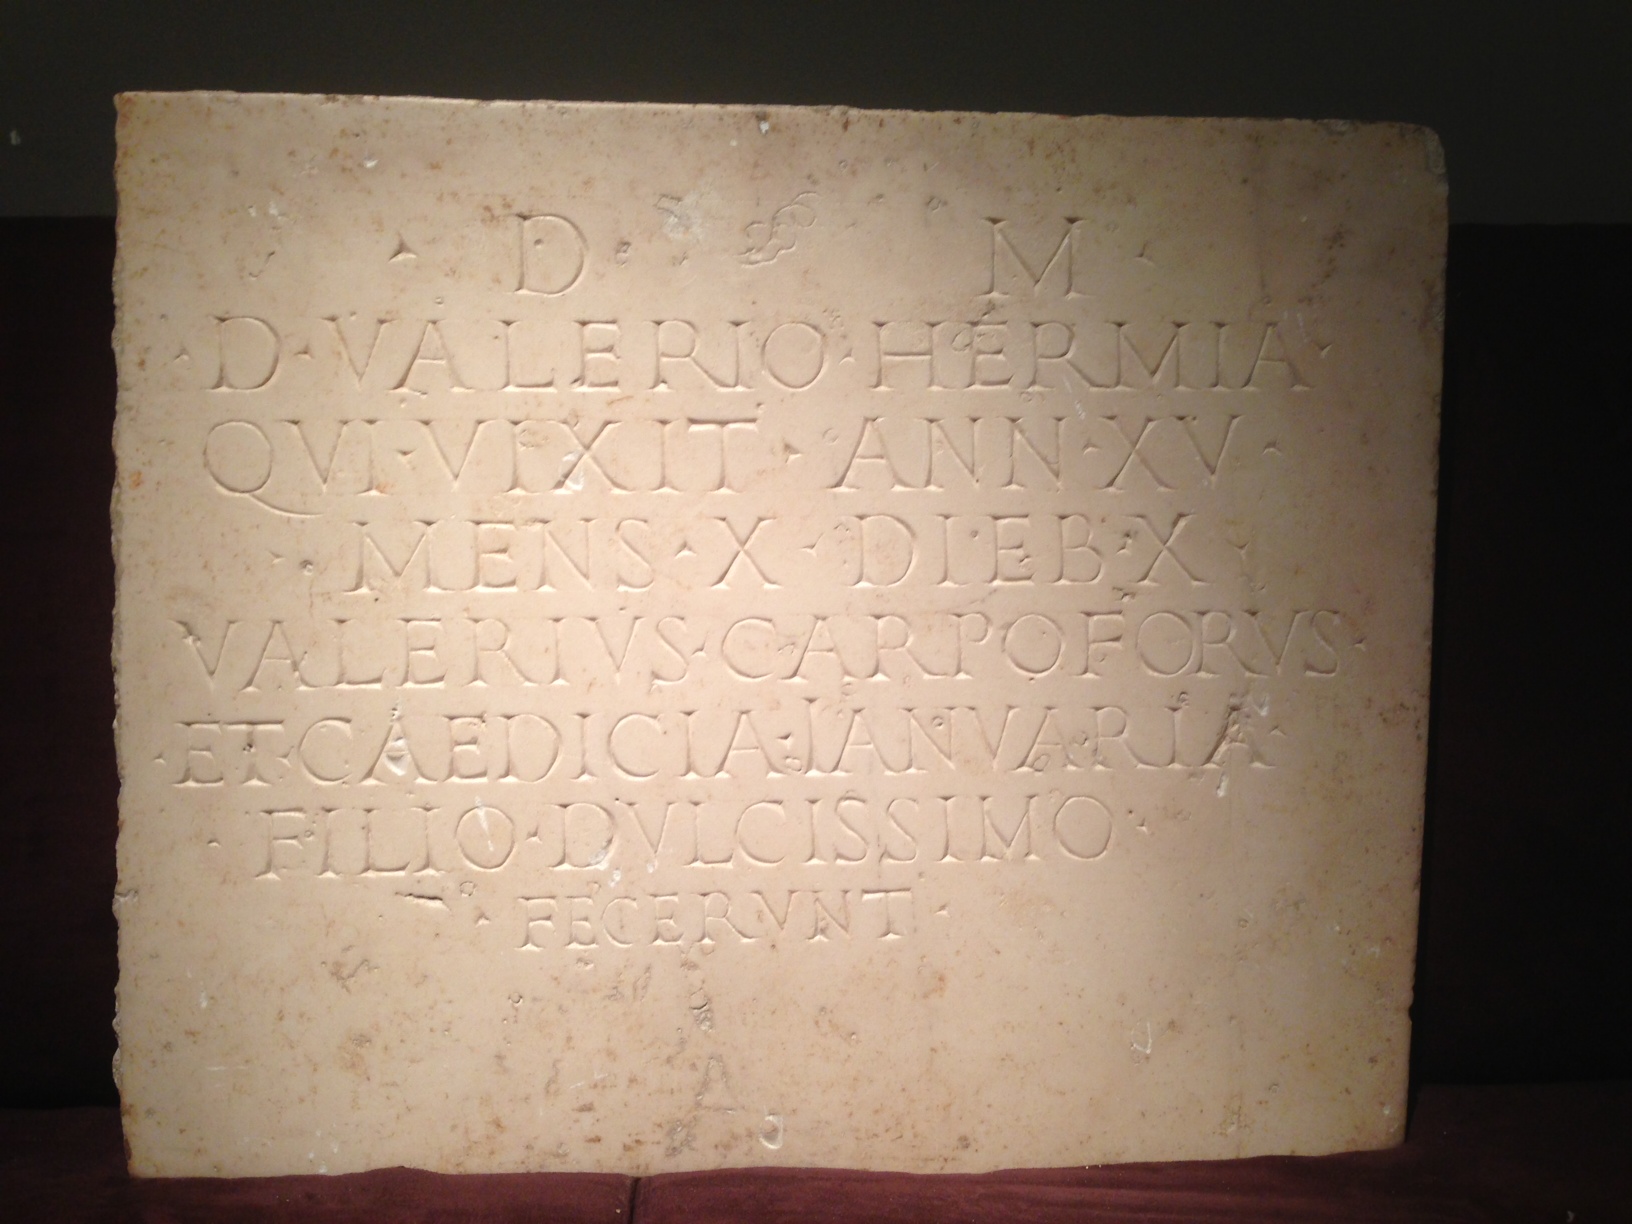 · D · M ·
· D · VALERIO · HERMIA ·
QVI · VIXIT · ANN · XV ·
· MENS · X · DIEB · X ·
VALERIVS · CARPOFORVS ·
· ET · CAEDICIA · IANVARIA ·
· FILIO · DVLCISSIMO ·
· FECERVNT ·